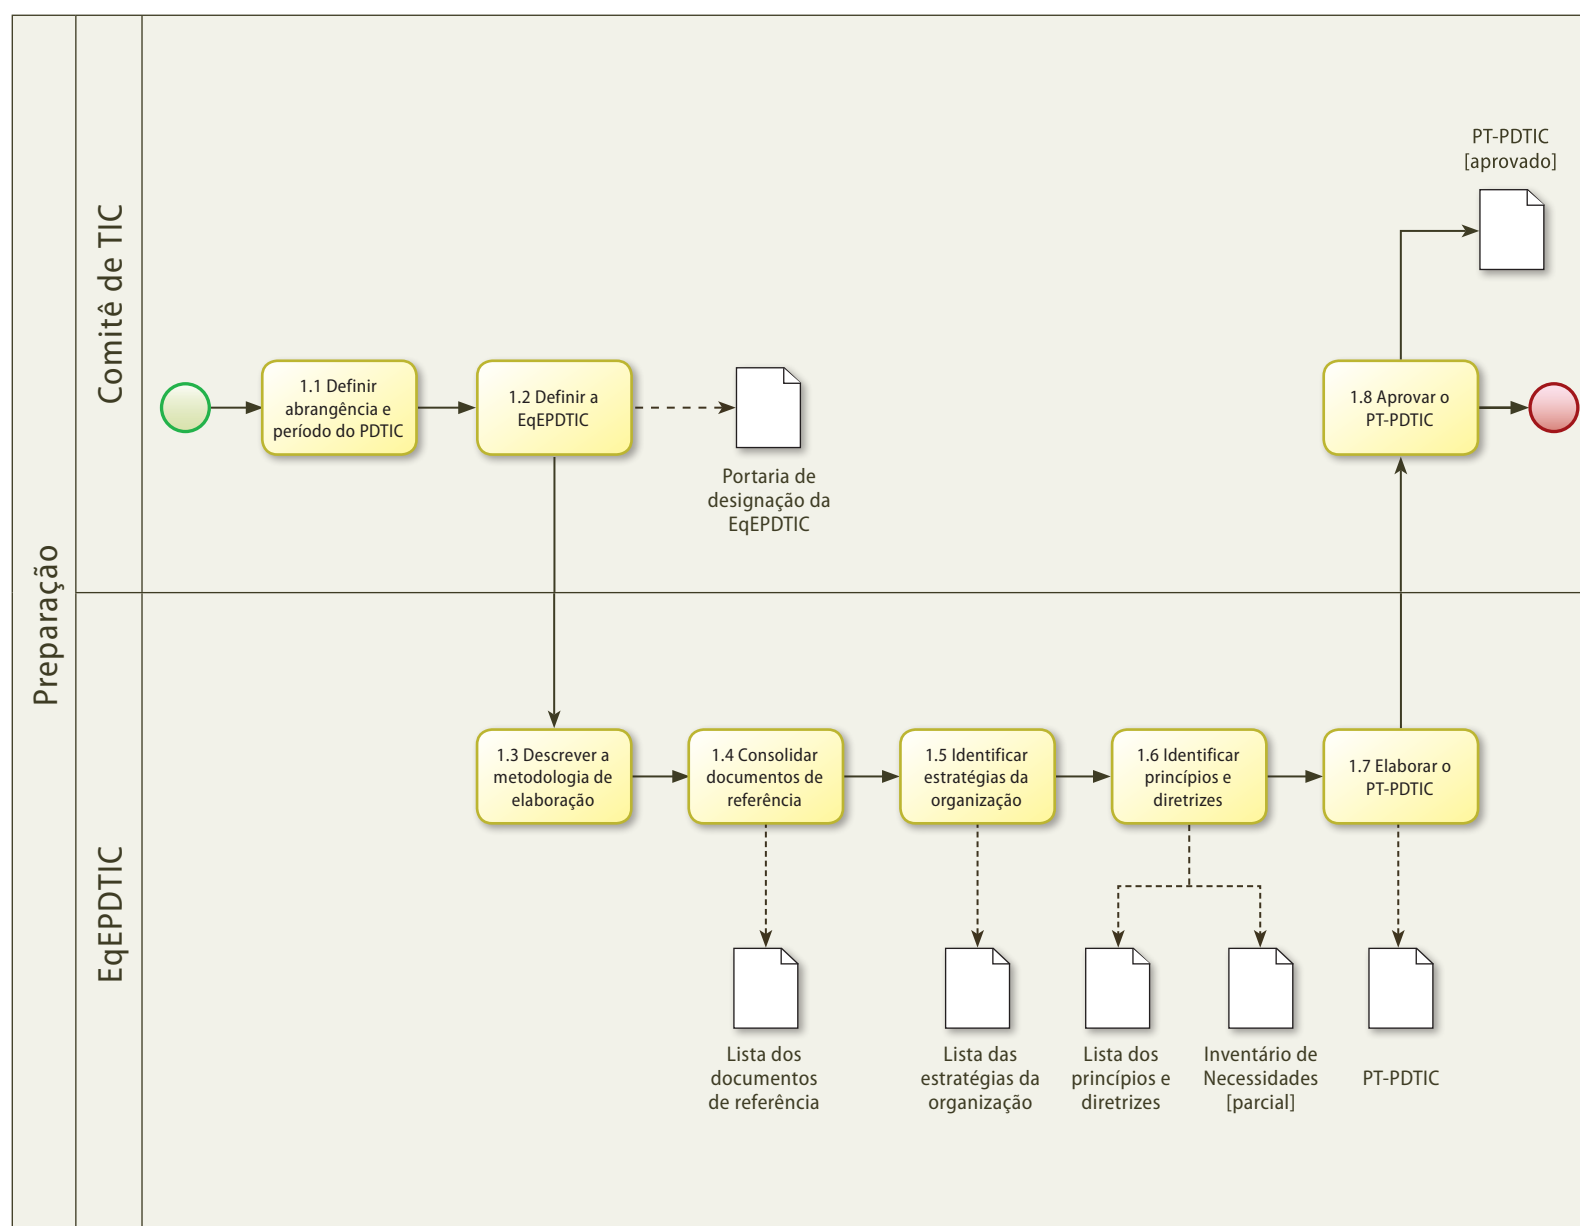 Preparação
Comitê de TIC
1.1 Definir
abrangência e
período do PDTIC
1.2 Definir a
EqEPDTIC
Portaria de
designação da
EqEPDTIC
PT-PDTIC
[aprovado]
1.8 Aprovar o
PT-PDTIC
EqEPDTIC
1.3 Descrever a
metodologia de
elaboração
1.4 Consolidar
documentos de
referência
1.5 Identificar
estratégias da
organização
1.6 Identificar
princípios e
diretrizes
1.7 Elaborar o
PT-PDTIC
Lista dos
documentos
de referência
Lista das
estratégias da
organização
Lista dos
princípios e
diretrizes
Inventário de
Necessidades
[parcial]
PT-PDTIC